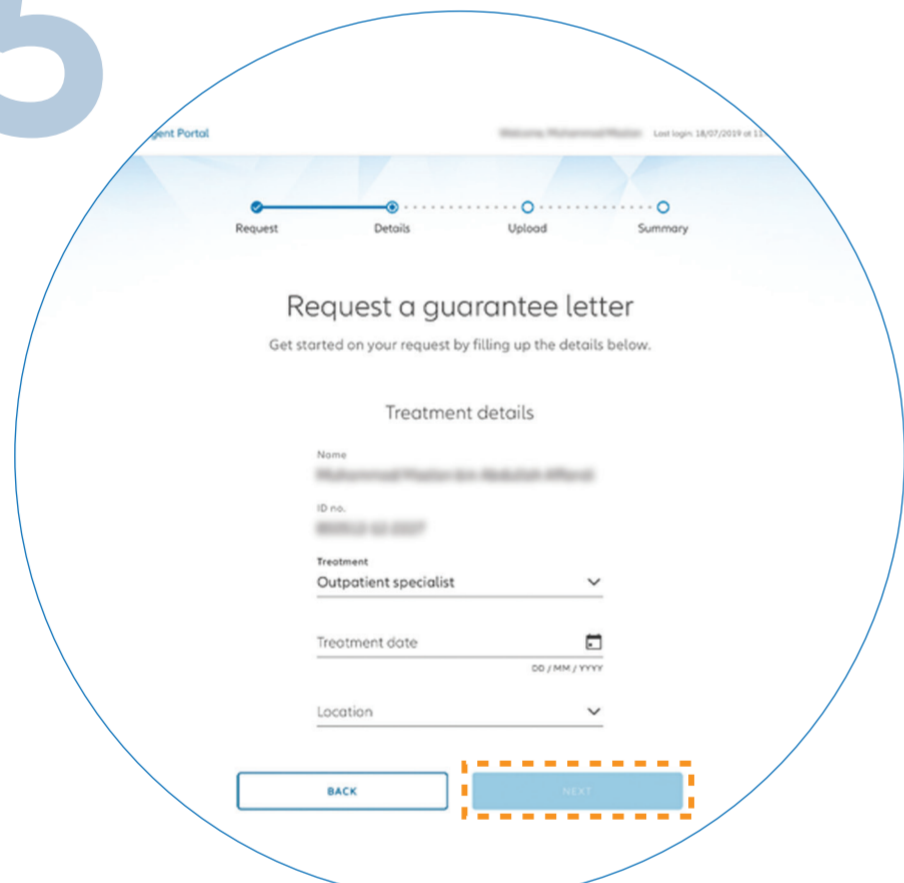 gent Portal
Last login: 18/07/2019 at 11
Request Details Upload Summary
Request a guarantee letter
Get started on your request by filling up the details below.
Treatment details
Name
ID no.
Treatment
Outpatient specialist
Treatment date
DD / MM / YYYY
Location
BACK NEXT